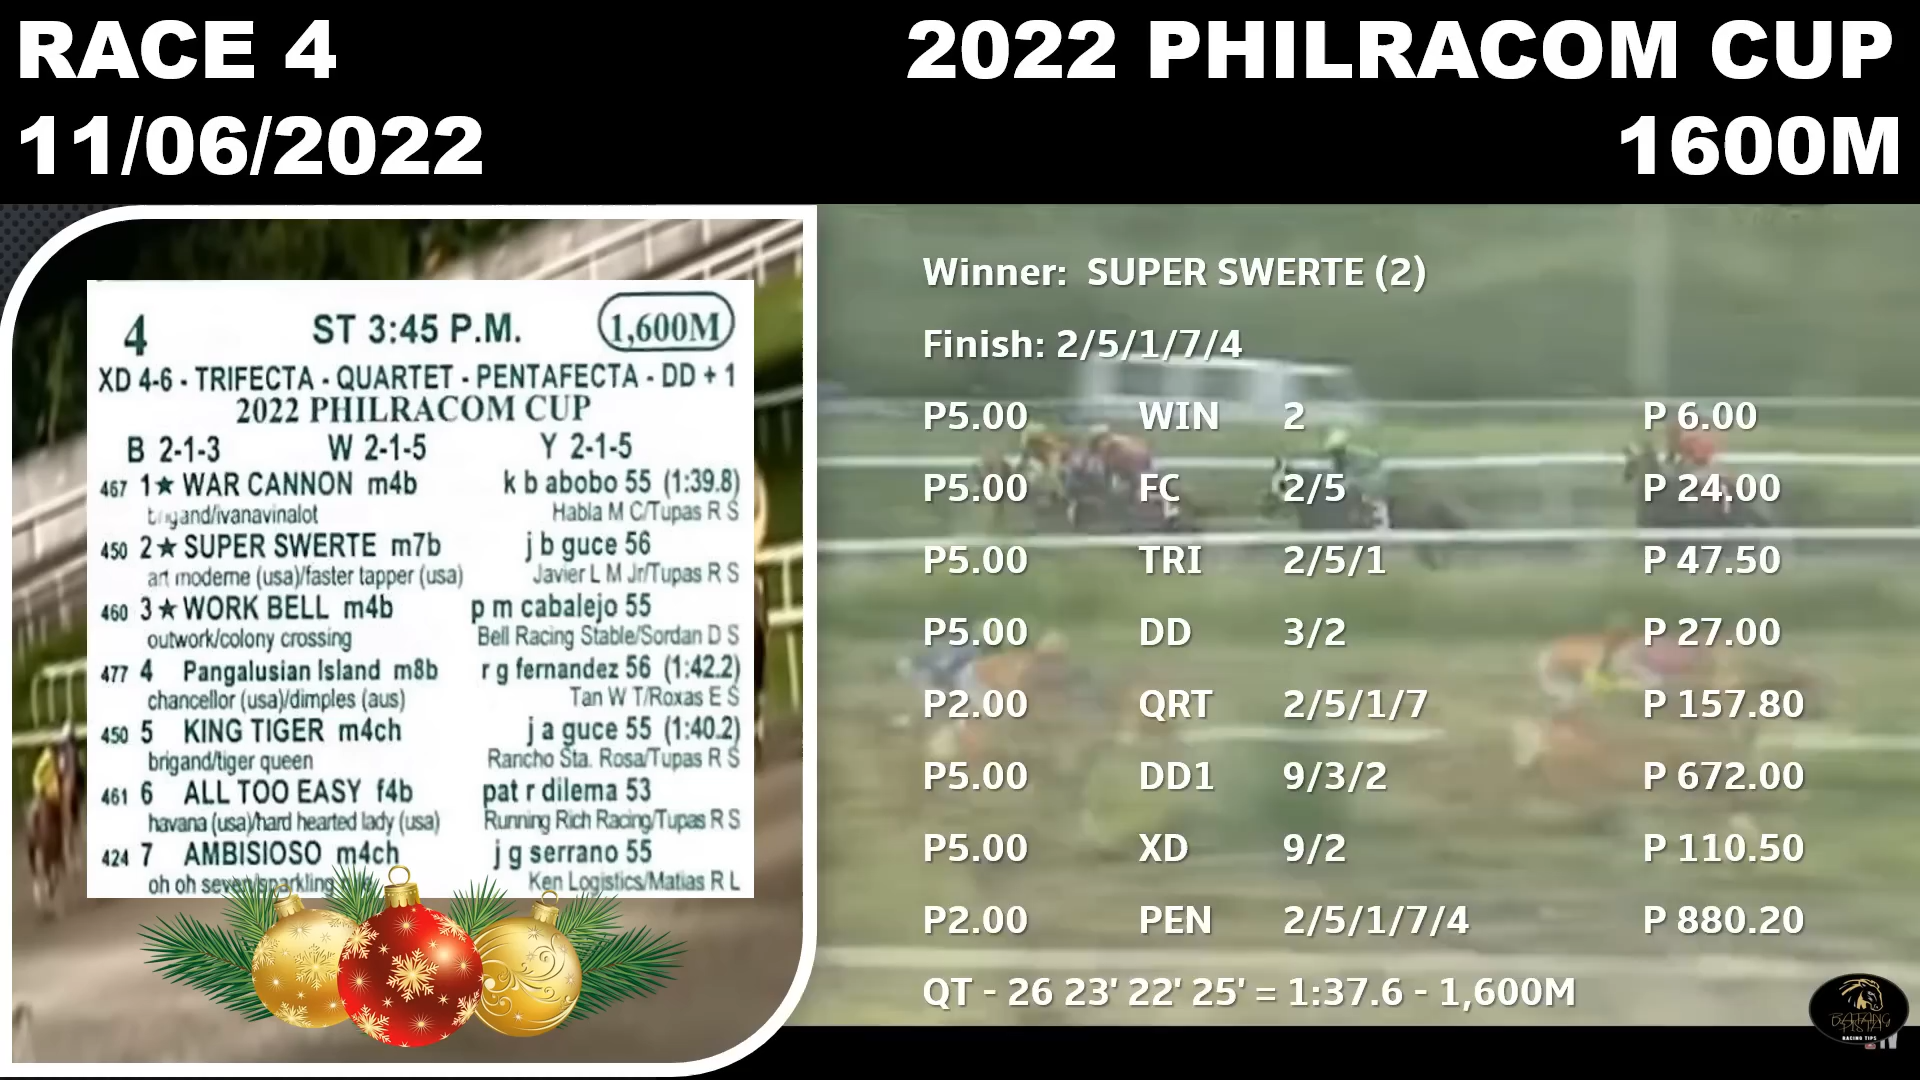 RACE 4
11/06/2022
2022 PHILRACOM CUP
1600M
4 ST 3:45 P.M. 1,600M
XD 4-6 - TRIFECTA - QUARTET - PENTAFECTA - DD + 1
2022 PHILRACOM CUP
B 2-1-3 W 2-1-5 Y 2-1-5
467 1★ WAR CANNON m4b k b abobo 55 (1:39.8)
brigand/ivanavinalot Habla M C/Tupas R S
450 2★ SUPER SWERTE m7b j b guce 56
art moderne (usa)/faster tapper (usa) Javier L M Jr/Tupas R S
460 3★ WORK BELL m4b p m cabalejo 55
outwork/colony crossing Bell Racing Stable/Sordan D S
477 4 Pangalusian Island m8b r g fernandez 56 (1:42.2)
chancellor (usa)/dimples (aus) Tan W T/Roxas E S
450 5 KING TIGER m4ch j a guce 55 (1:40.2)
brigand/tiger queen Rancho Sta. Rosa/Tupas R S
461 6 ALL TOO EASY f4b pat r dilema 53
havana (usa)/hard hearted lady (usa) Running Rich Racing/Tupas R S
424 7 AMBISIOSO m4ch j g serrano 55
oh oh seven/sparkling Ken Logistics/Matias R L
Winner: SUPER SWERTE (2)
Finish: 2/5/1/7/4
P5.00 WIN 2 P 6.00
P5.00 FC 2/5 P 24.00
P5.00 TRI 2/5/1 P 47.50
P5.00 DD 3/2 P 27.00
P2.00 QRT 2/5/1/7 P 157.80
P5.00 DD1 9/3/2 P 672.00
P5.00 XD 9/2 P 110.50
P2.00 PEN 2/5/1/7/4 P 880.20
QT - 26 23' 22' 25' = 1:37.6 - 1,600M
BATANG
PISTA
RACING TIPS